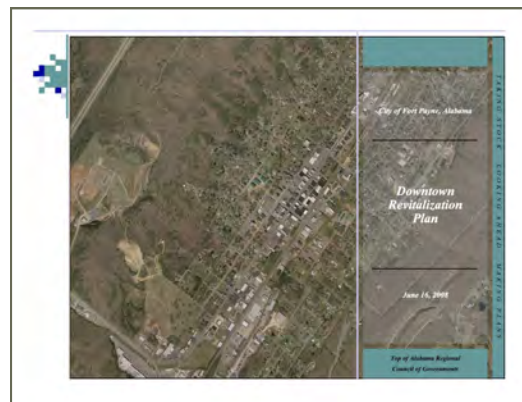 City of Fort Payne, Alabama
Downtown
Revitalization
Plan
June 16, 2008
Top of Alabama Regional
Council of Governments
TAKING STOCK LOOKING AHEAD MAKING PLANS